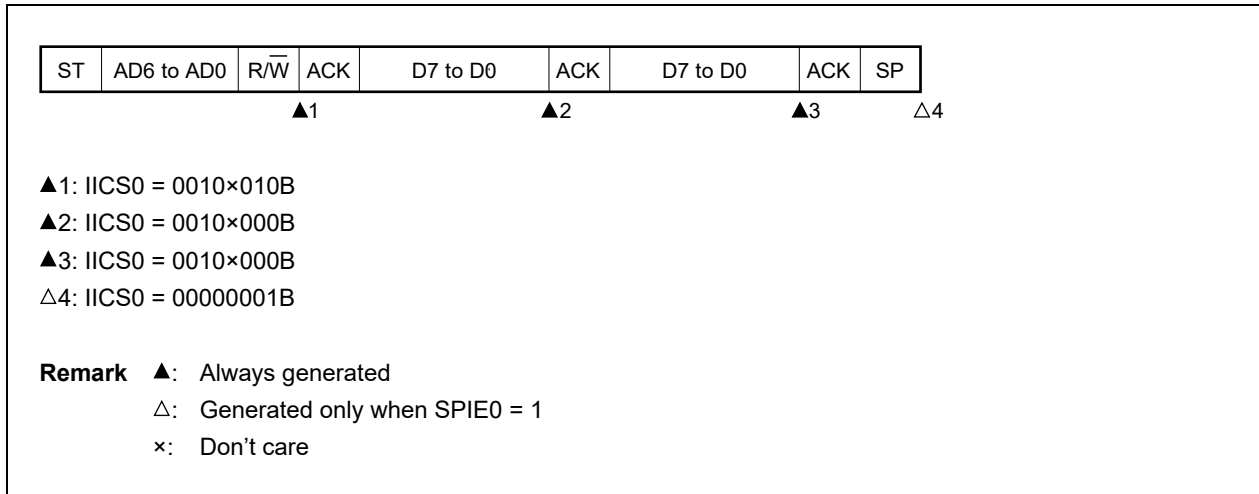 ST AD6 to AD0 R/W̅ ACK D7 to D0 ACK D7 to D0 ACK SP
▲1 ▲2 ▲3 △4
▲1: IICS0 = 0010×010B
▲2: IICS0 = 0010×000B
▲3: IICS0 = 0010×000B
△4: IICS0 = 00000001B
Remark ▲: Always generated
△: Generated only when SPIE0 = 1
×: Don’t care